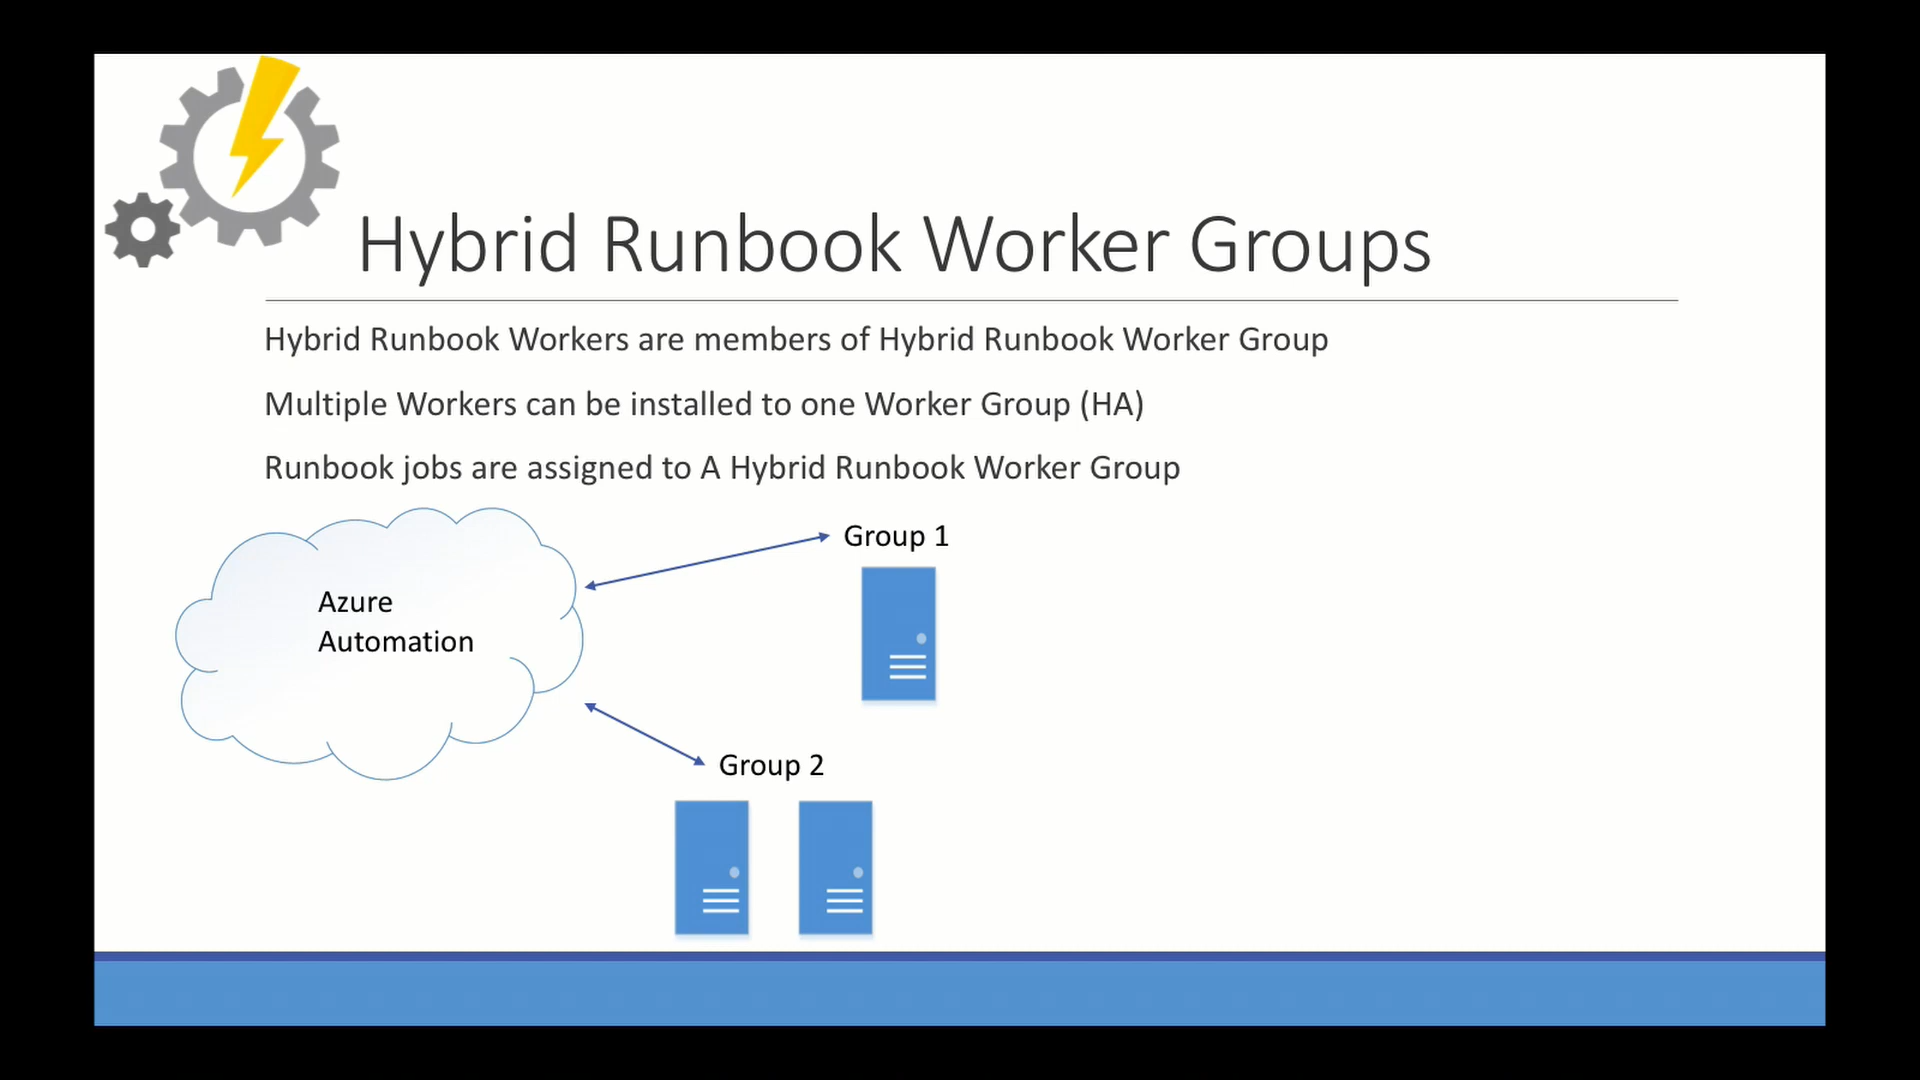 Hybrid Runbook Worker Groups
Hybrid Runbook Workers are members of Hybrid Runbook Worker Group
Multiple Workers can be installed to one Worker Group (HA)
Runbook jobs are assigned to A Hybrid Runbook Worker Group
Group 1
Azure
Automation
Group 2